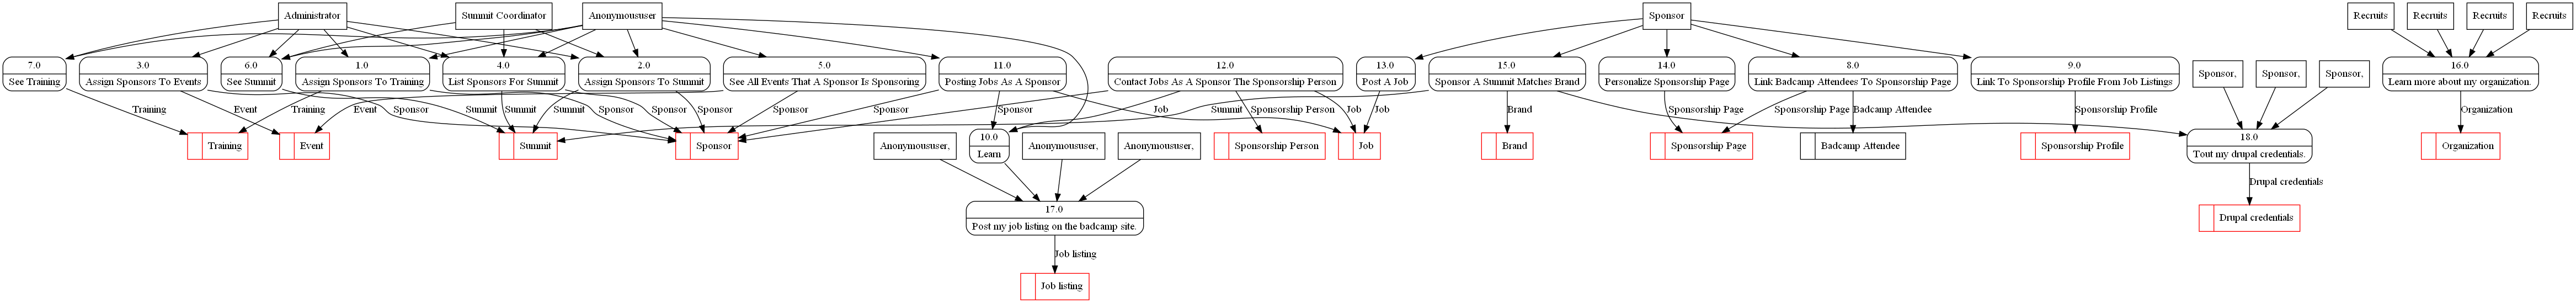 Administrator
Summit Coordinator
Anonymoususer
Sponsor
Recruits
Recruits
Recruits
Recruits
7.0
See Training
3.0
Assign Sponsors To Events
6.0
See Summit
1.0
Assign Sponsors To Training
4.0
List Sponsors For Summit
2.0
Assign Sponsors To Summit
5.0
See All Events That A Sponsor Is Sponsoring
11.0
Posting Jobs As A Sponsor
12.0
Contact Jobs As A Sponsor The Sponsorship Person
13.0
Post A Job
15.0
Sponsor A Summit Matches Brand
14.0
Personalize Sponsorship Page
8.0
Link Badcamp Attendees To Sponsorship Page
9.0
Link To Sponsorship Profile From Job Listings
Sponsor,
Sponsor,
Sponsor,
16.0
Learn more about my organization.
Training
Event
Training
Sponsor
Summit
Summit
Sponsor
Summit
Sponsor
Sponsor
Event
Sponsor
Sponsor
Sponsor
Job
Summit
Sponsorship Person
Job
Job
Brand
Sponsorship Page
Sponsorship Page
Badcamp Attendee
Sponsorship Profile
Organization
Training
Event
Summit
Sponsor
Anonymoususer,
10.0
Learn
Anonymoususer,
Anonymoususer,
Sponsorship Person
Job
Brand
Sponsorship Page
Badcamp Attendee
Sponsorship Profile
18.0
Tout my drupal credentials.
Organization
Drupal credentials
17.0
Post my job listing on the badcamp site.
Drupal credentials
Job listing
Job listing